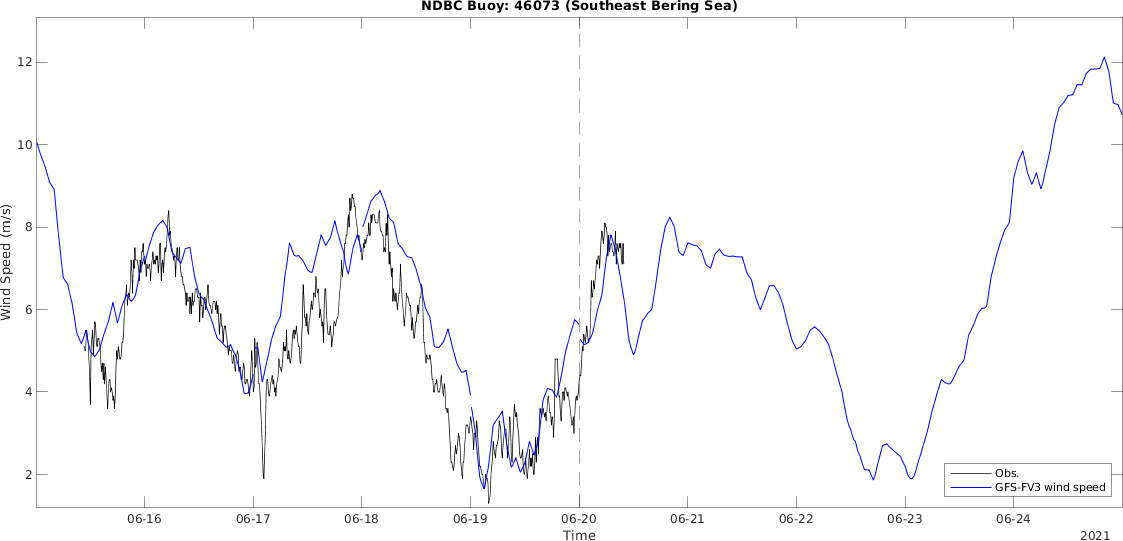 NDBC Buoy: 46073 (Southeast Bering Sea)
12
10
8
6
4
2
Wind Speed (m/s)
Obs.
GFS-FV3 wind speed
06-16 06-17 06-18 06-19 06-20 06-21 06-22 06-23 06-24
Time
2021